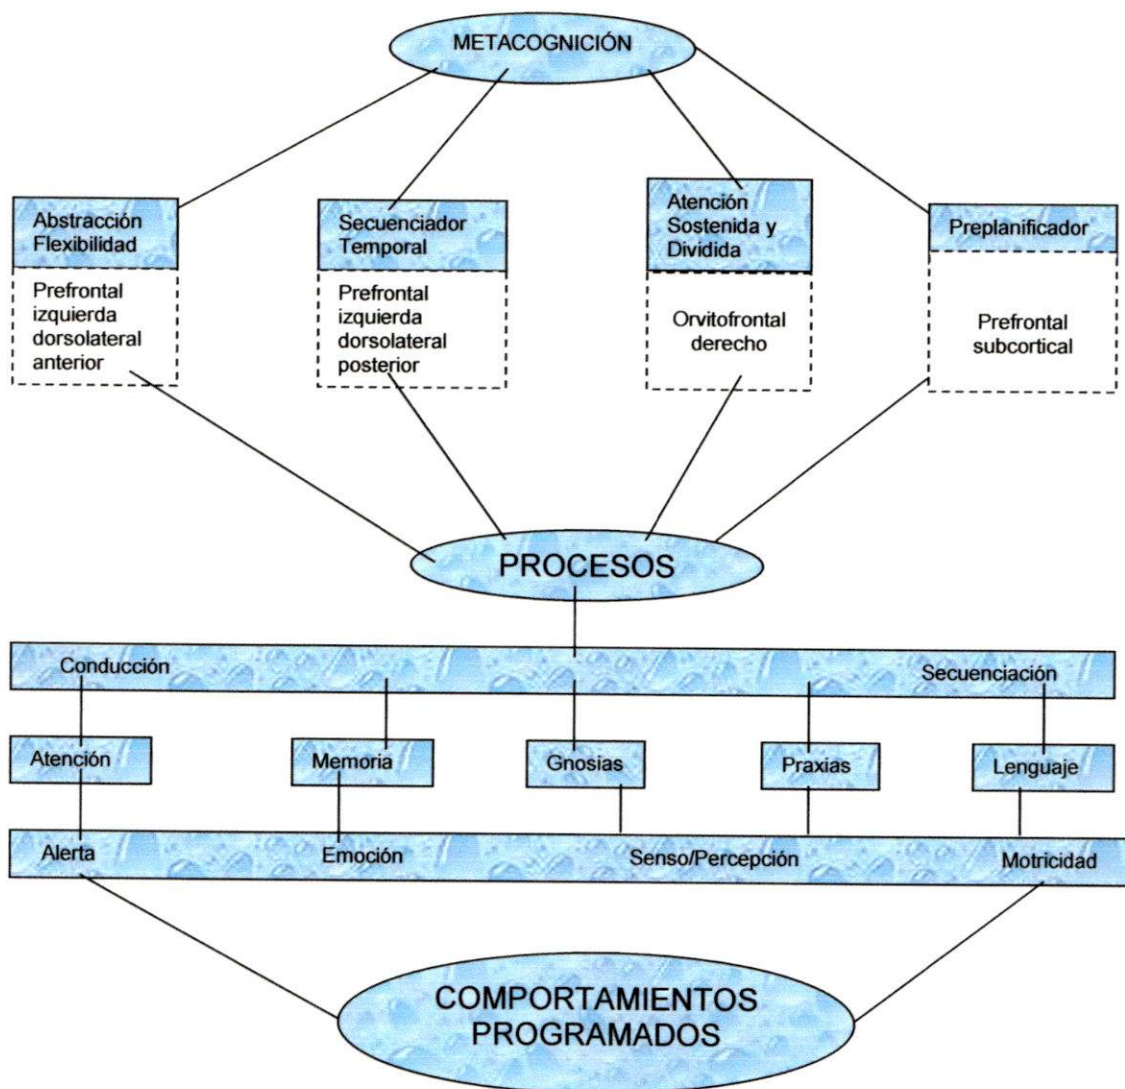 METACOGNICIÓN
Abstracción
Flexibilidad
Prefrontal
izquierda
dorsolateral
anterior
Secuenciador
Temporal
Prefrontal
izquierda
dorsolateral
posterior
Atención
Sostenida y
Dividida
Orvitofrontal
derecho
Preplanificador
Prefrontal
subcortical
PROCESOS
Conducción
Secuenciación
Atención
Memoria
Gnosias
Praxias
Lenguaje
Alerta
Emoción
Senso/Percepción
Motricidad
COMPORTAMIENTOS
PROGRAMADOS